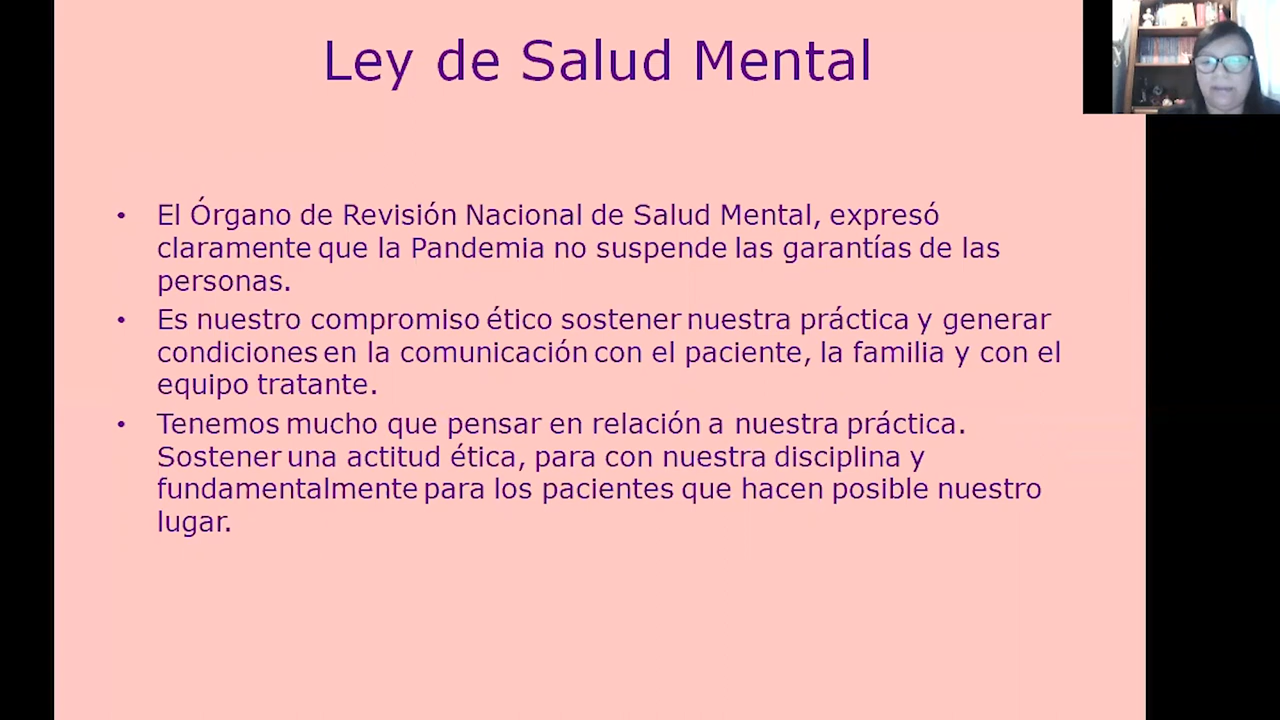 Ley de Salud Mental
• El Órgano de Revisión Nacional de Salud Mental, expresó
claramente que la Pandemia no suspende las garantías de las
personas.
• Es nuestro compromiso ético sostener nuestra práctica y generar
condiciones en la comunicación con el paciente, la familia y con el
equipo tratante.
• Tenemos mucho que pensar en relación a nuestra práctica.
Sostener una actitud ética, para con nuestra disciplina y
fundamentalmente para los pacientes que hacen posible nuestro
lugar.